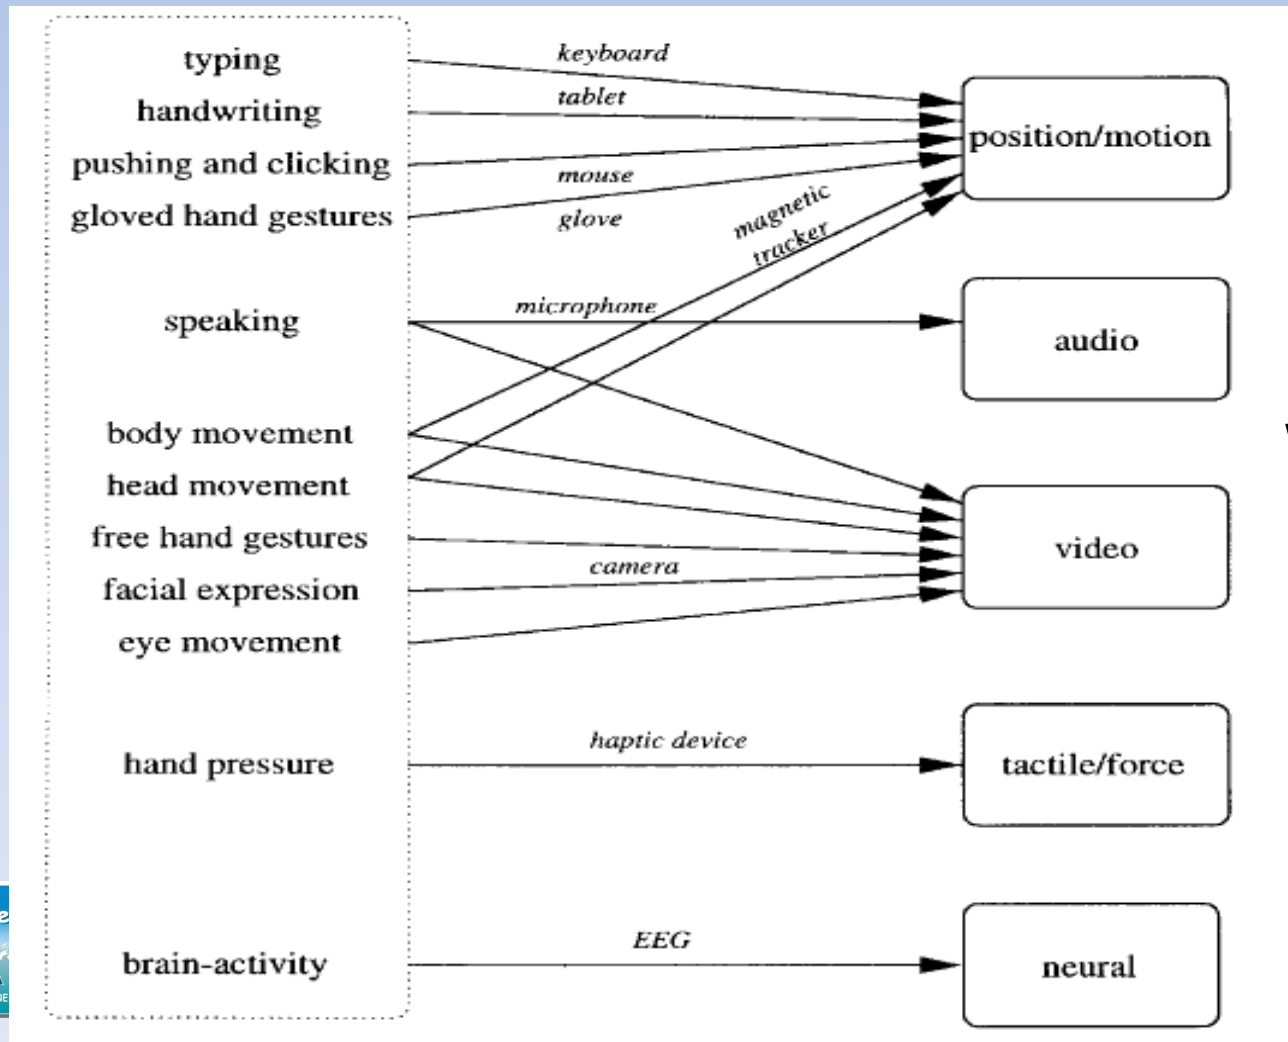 typing
handwriting
pushing and clicking
gloved hand gestures
speaking
body movement
head movement
free hand gestures
facial expression
eye movement
hand pressure
brain-activity
keyboard
tablet
mouse
glove
magnetic
tracker
microphone
camera
haptic device
EEG
position/motion
audio
video
tactile/force
neural